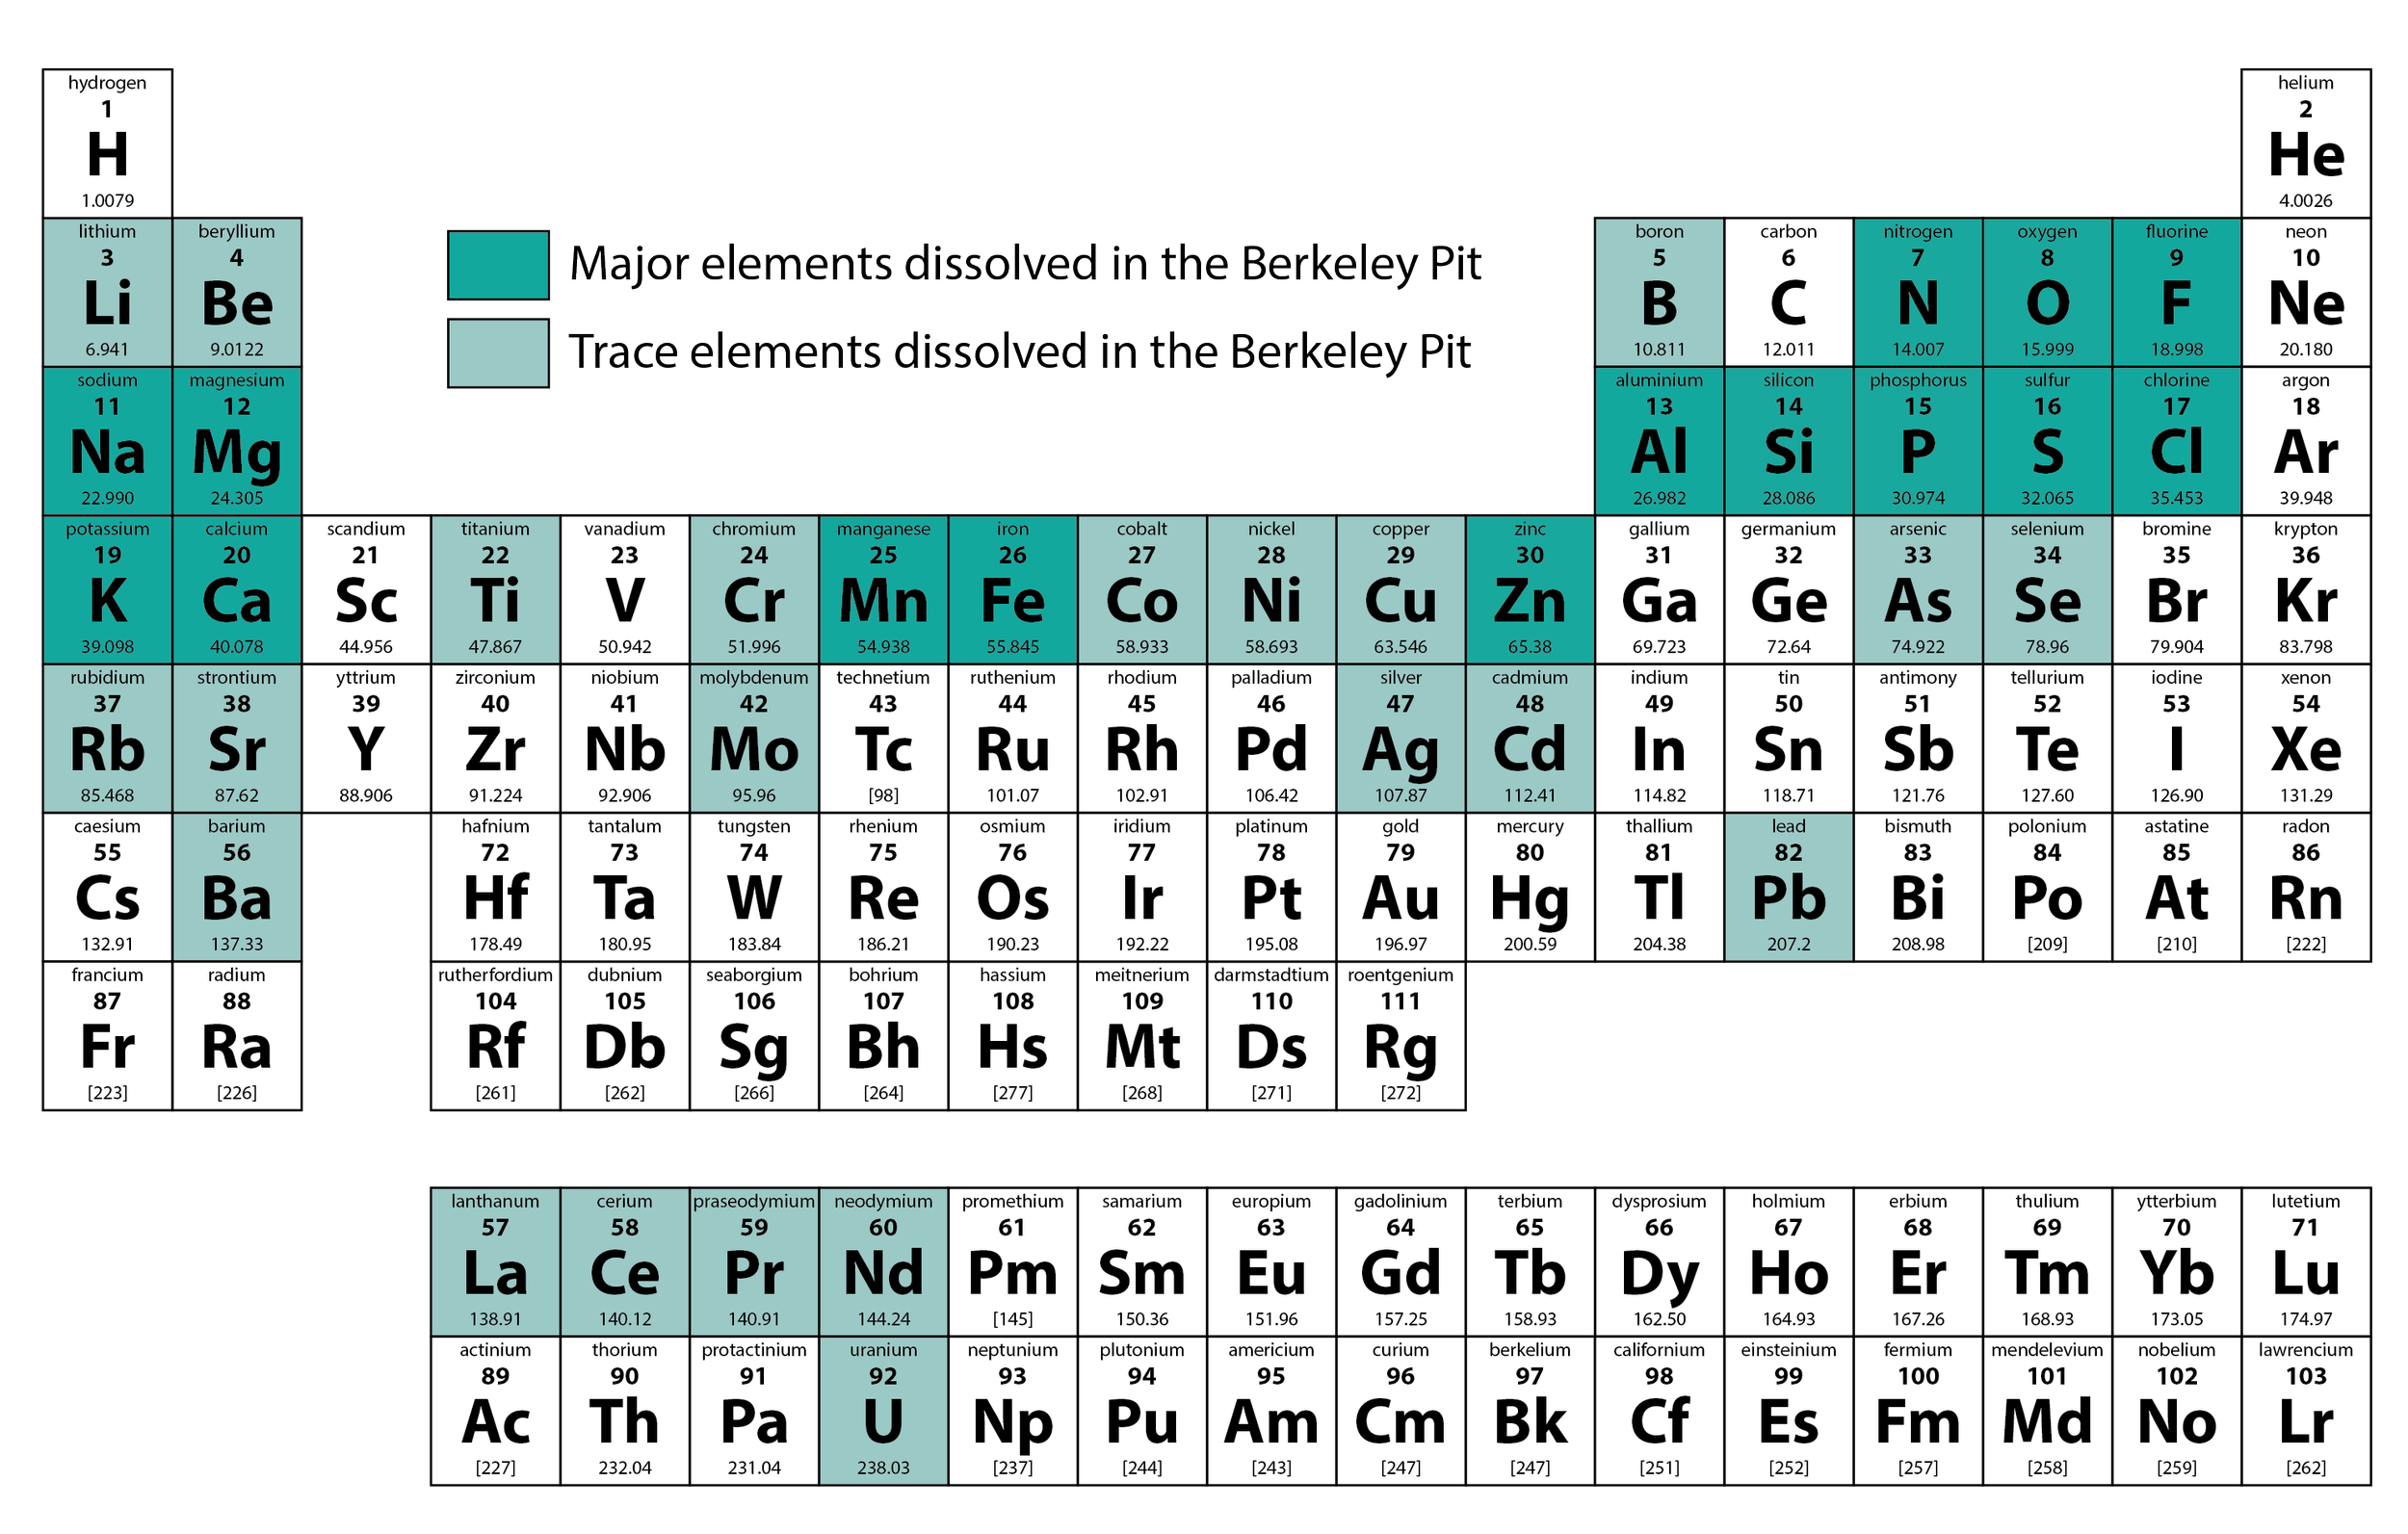 hydrogen
1
H
1.0079
helium
2
He
4.0026
lithium
3
Li
6.941
beryllium
4
Be
9.0122
Major elements dissolved in the Berkeley Pit
Trace elements dissolved in the Berkeley Pit
boron
5
B
10.811
carbon
6
C
12.011
nitrogen
7
N
14.007
oxygen
8
O
15.999
fluorine
9
F
18.998
neon
10
Ne
20.180
sodium
11
Na
22.990
magnesium
12
Mg
24.305
aluminium
13
Al
26.982
silicon
14
Si
28.086
phosphorus
15
P
30.974
sulfur
16
S
32.065
chlorine
17
Cl
35.453
argon
18
Ar
39.948
potassium
19
K
39.098
calcium
20
Ca
40.078
scandium
21
Sc
44.956
titanium
22
Ti
47.867
vanadium
23
V
50.942
chromium
24
Cr
51.996
manganese
25
Mn
54.938
iron
26
Fe
55.845
cobalt
27
Co
58.933
nickel
28
Ni
58.693
copper
29
Cu
63.546
zinc
30
Zn
65.38
gallium
31
Ga
69.723
germanium
32
Ge
72.64
arsenic
33
As
74.922
selenium
34
Se
78.96
bromine
35
Br
79.904
krypton
36
Kr
83.798
rubidium
37
Rb
85.468
strontium
38
Sr
87.62
yttrium
39
Y
88.906
zirconium
40
Zr
91.224
niobium
41
Nb
92.906
molybdenum
42
Mo
95.96
technetium
43
Tc
[98]
ruthenium
44
Ru
101.07
rhodium
45
Rh
102.91
palladium
46
Pd
106.42
silver
47
Ag
107.87
cadmium
48
Cd
112.41
indium
49
In
114.82
tin
50
Sn
118.71
antimony
51
Sb
121.76
tellurium
52
Te
127.60
iodine
53
I
126.90
xenon
54
Xe
131.29
caesium
55
Cs
132.91
barium
56
Ba
137.33
hafnium
72
Hf
178.49
tantalum
73
Ta
180.95
tungsten
74
W
183.84
rhenium
75
Re
186.21
osmium
76
Os
190.23
iridium
77
Ir
192.22
platinum
78
Pt
195.08
gold
79
Au
196.97
mercury
80
Hg
200.59
thallium
81
Tl
204.38
lead
82
Pb
207.2
bismuth
83
Bi
208.98
polonium
84
Po
[209]
astatine
85
At
[210]
radon
86
Rn
[222]
francium
87
Fr
[223]
radium
88
Ra
[226]
rutherfordium
104
Rf
[261]
dubnium
105
Db
[262]
seaborgium
106
Sg
[266]
bohrium
107
Bh
[264]
hassium
108
Hs
[277]
meitnerium
109
Mt
[268]
darmstadtium
110
Ds
[271]
roentgenium
111
Rg
[272]
lanthanum
57
La
138.91
cerium
58
Ce
140.12
praseodymium
59
Pr
140.91
neodymium
60
Nd
144.24
promethium
61
Pm
[145]
samarium
62
Sm
150.36
europium
63
Eu
151.96
gadolinium
64
Gd
157.25
terbium
65
Tb
158.93
dysprosium
66
Dy
162.50
holmium
67
Ho
164.93
erbium
68
Er
167.26
thulium
69
Tm
168.93
ytterbium
70
Yb
173.05
lutetium
71
Lu
174.97
actinium
89
Ac
[227]
thorium
90
Th
232.04
protactinium
91
Pa
231.04
uranium
92
U
238.03
neptunium
93
Np
[237]
plutonium
94
Pu
[244]
americium
95
Am
[243]
curium
96
Cm
[247]
berkelium
97
Bk
[247]
californium
98
Cf
[251]
einsteinium
99
Es
[252]
fermium
100
Fm
[257]
mendelevium
101
Md
[258]
nobelium
102
No
[259]
lawrencium
103
Lr
[262]